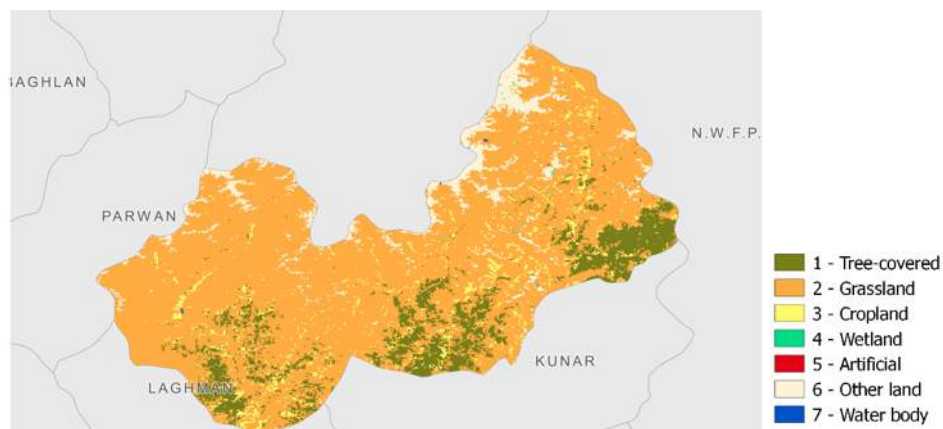 BAGHLAN
N.W.F.P.
PARWAN
KUNAR
LAGHMAN
1 - Tree-covered
2 - Grassland
3 - Cropland
4 - Wetland
5 - Artificial
6 - Other land
7 - Water body